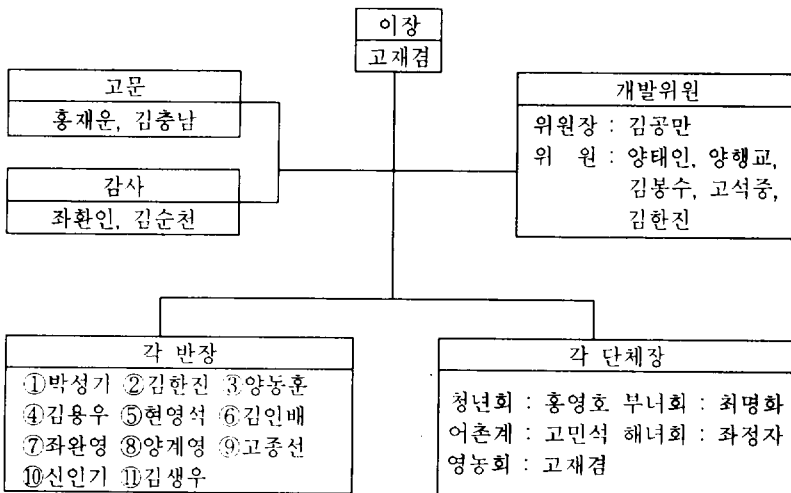 이장
고재겸
고문
홍재운, 김충남
감사
좌환인, 김순천
개발위원
위원장 : 김공만
위 원 : 양태인, 양행교,
김봉수, 고석중,
김한진
각 반장
①박성기 ②김한진 ③양동훈
④김용우 ⑤현영석 ⑥김인배
⑦좌완영 ⑧양계영 ⑨고종선
⑩신인기 ⑪김생우
각 단체장
청년회 : 홍영호 부녀회 : 최명화
어촌계 : 고민석 해녀회 : 좌정자
영농회 : 고재겸